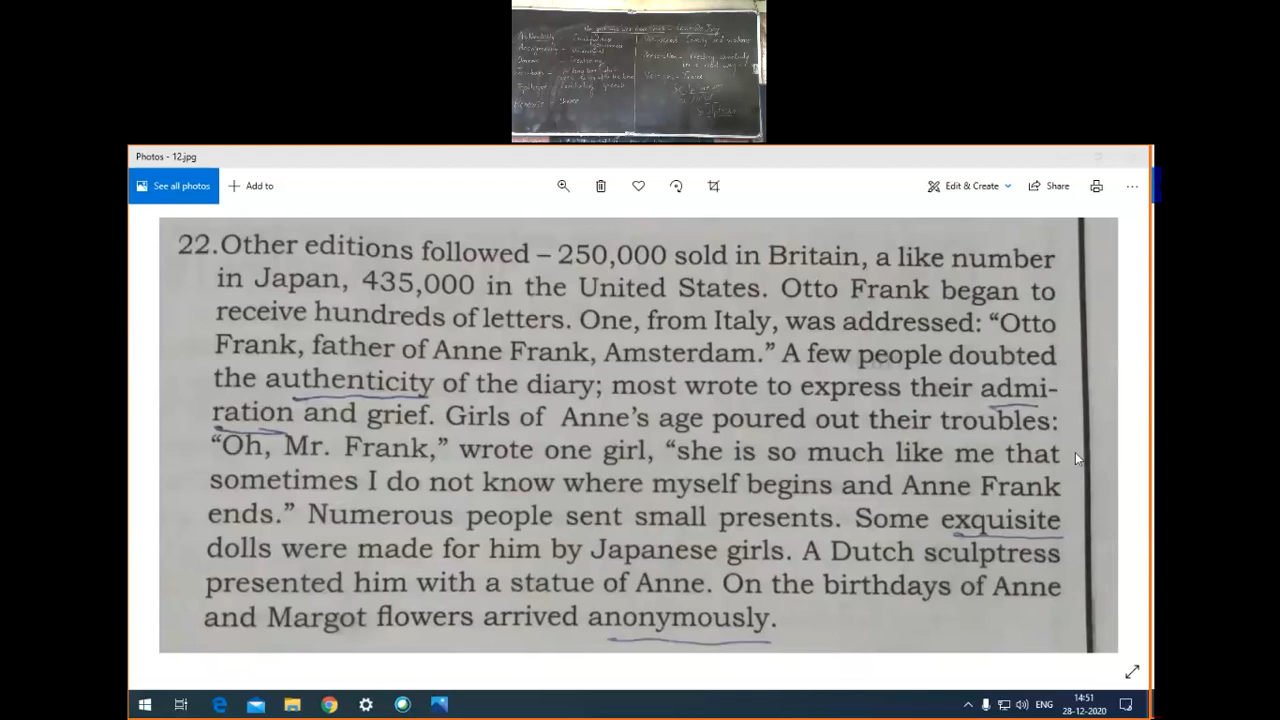 Photos - 12.jpg
See all photos
Add to
Edit & Create
Share
22.Other editions followed – 250,000 sold in Britain, a like number
in Japan, 435,000 in the United States. Otto Frank began to
receive hundreds of letters. One, from Italy, was addressed: “Otto
Frank, father of Anne Frank, Amsterdam.” A few people doubted
the authenticity of the diary; most wrote to express their admi-
ration and grief. Girls of Anne’s age poured out their troubles:
“Oh, Mr. Frank,” wrote one girl, “she is so much like me that
sometimes I do not know where myself begins and Anne Frank
ends.” Numerous people sent small presents. Some exquisite
dolls were made for him by Japanese girls. A Dutch sculptress
presented him with a statue of Anne. On the birthdays of Anne
and Margot flowers arrived anonymously.
ENG
14:51
28-12-2020